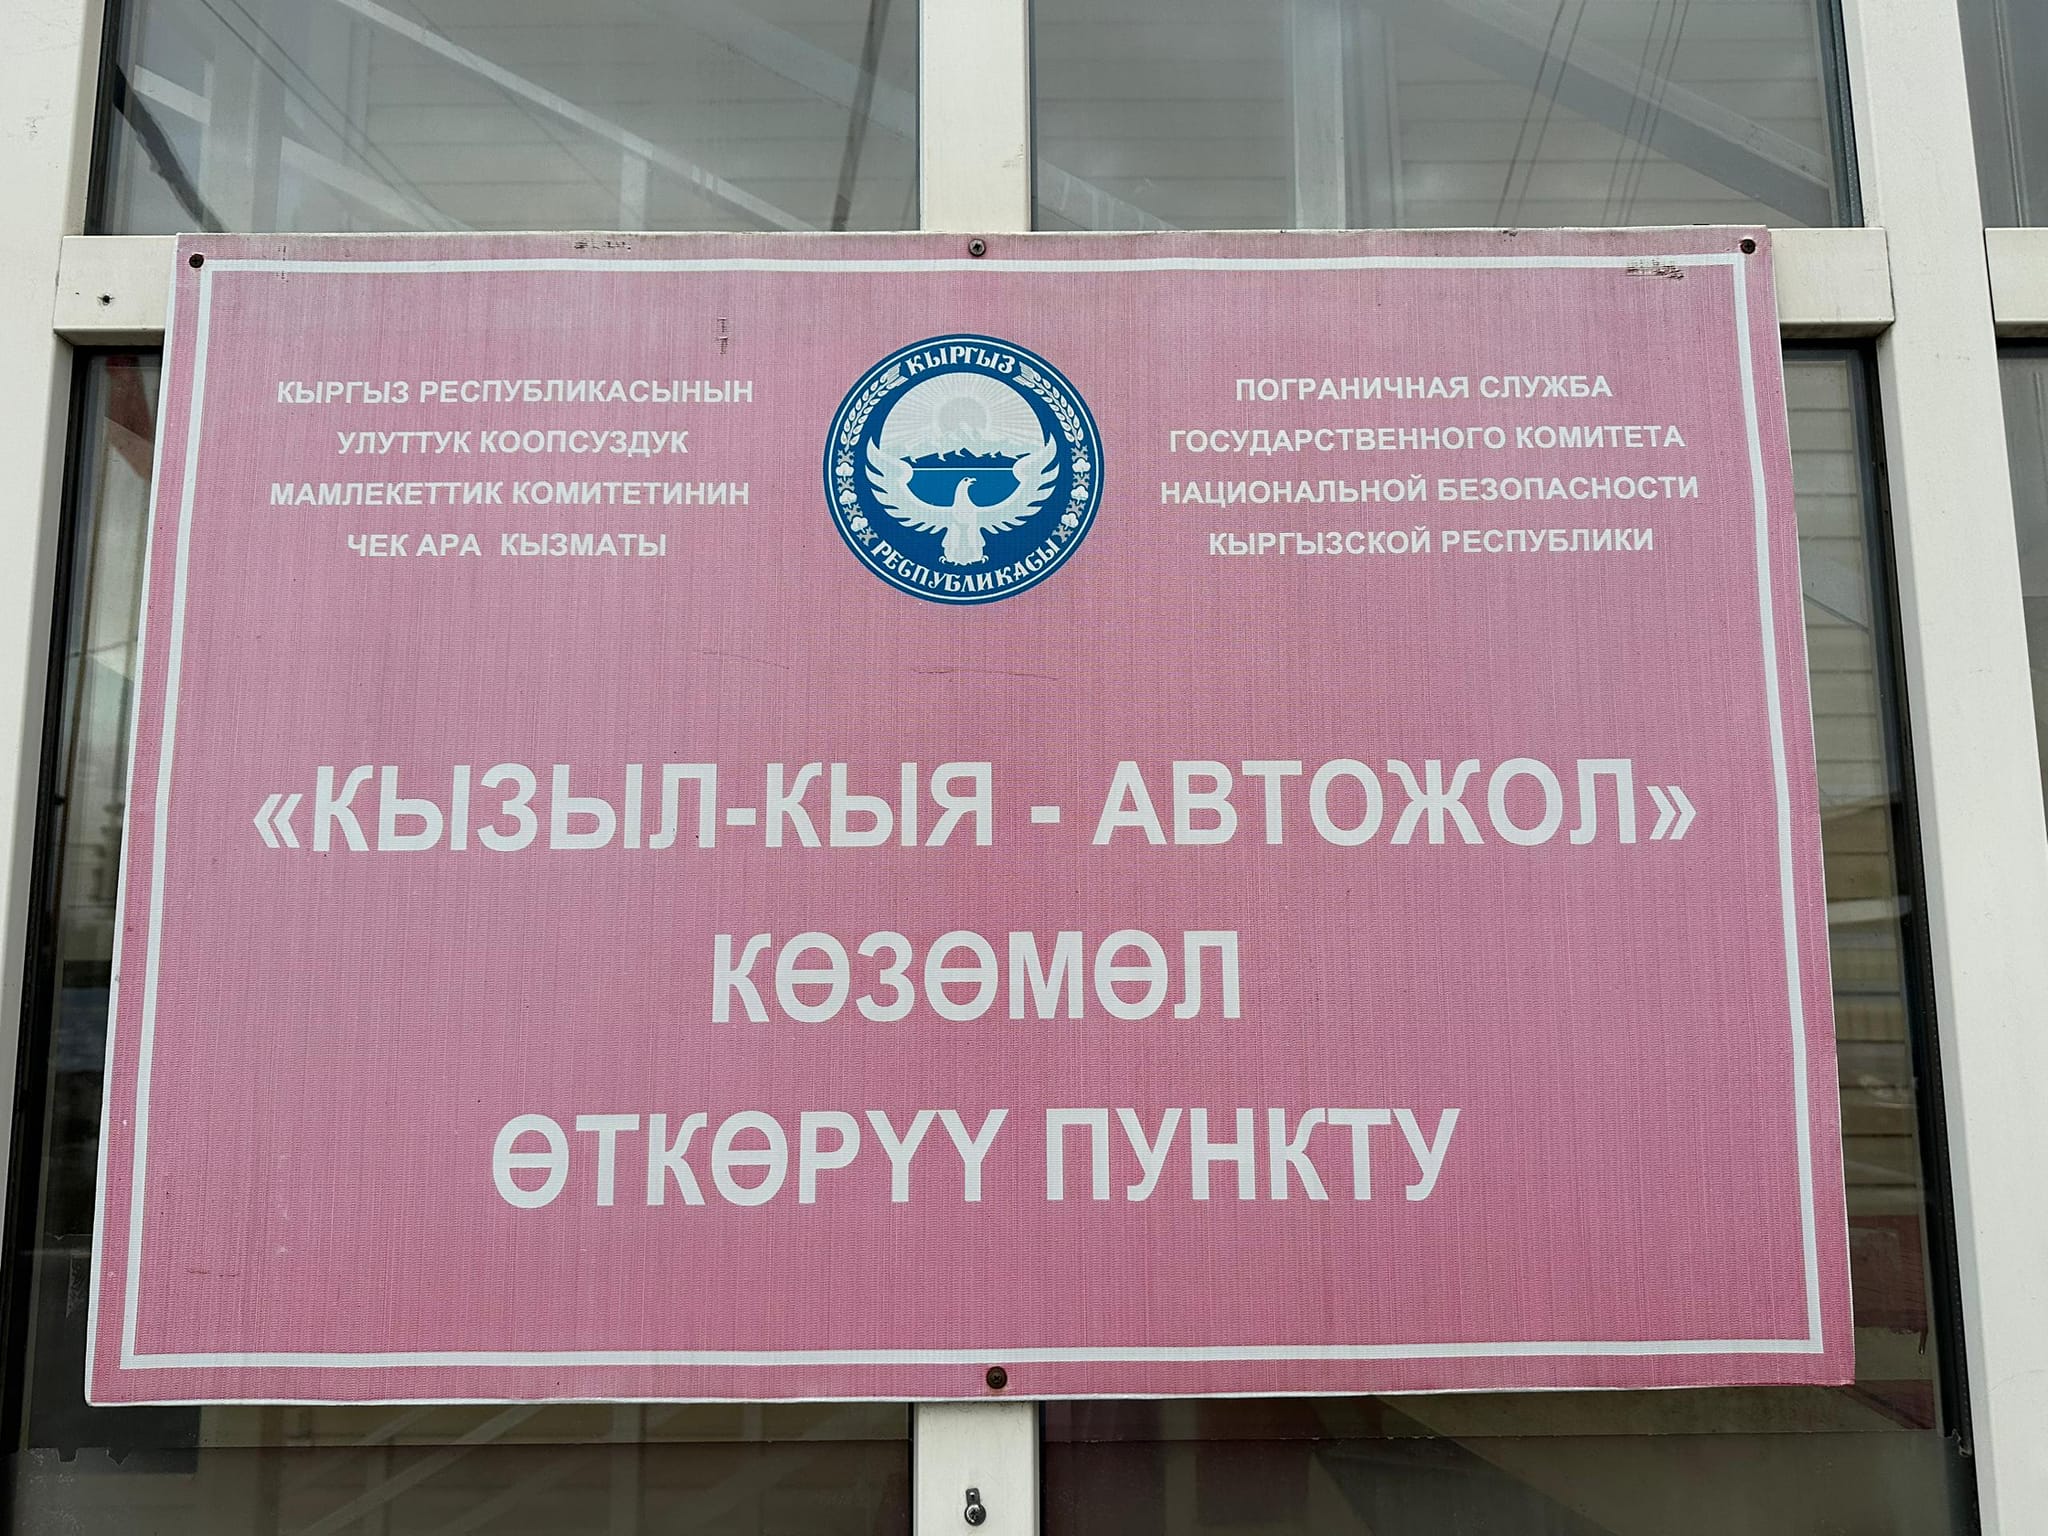 КЫРГЫЗ РЕСПУБЛИКАСЫНЫН
УЛУТТУК КООПСУЗДУК
МАМЛЕКЕТТИК КОМИТЕТИНИН
ЧЕК АРА КЫЗМАТЫ
КЫРГЫЗ
РЕСПУБЛИКАСЫ
ПОГРАНИЧНАЯ СЛУЖБА
ГОСУДАРСТВЕННОГО КОМИТЕТА
НАЦИОНАЛЬНОЙ БЕЗОПАСНОСТИ
КЫРГЫЗСКОЙ РЕСПУБЛИКИ
«КЫЗЫЛ-КЫЯ - АВТОЖОЛ»
КӨЗӨМӨЛ
ӨТКӨРҮҮ ПУНКТУ